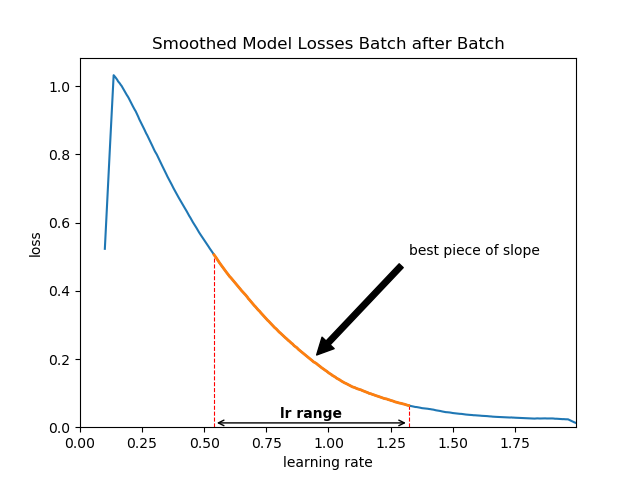 Smoothed Model Losses Batch after Batch
1.0
0.8
0.6
best piece of slope
loss
0.4
0.2
lr range
0.0
0.00 0.25 0.50 0.75 1.00 1.25 1.50 1.75
learning rate